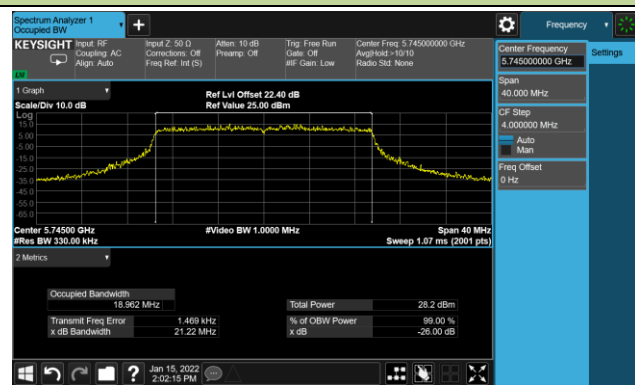 Spectrum Analyzer 1
Occupied BW
Frequency
KEYSIGHT
Input: RF
Coupling: AC
Align: Auto
Input Z: 50 Ω
Corrections: Off
Freq Ref: Int (S)
Atten: 10 dB
Preamp: Off
Trig: Free Run
Gate: Off
#IF Gain: Low
Center Freq: 5.745000000 GHz
Avg|Hold:>10/10
Radio Std: None
Center Frequency
5.745000000 GHz
Settings
Span
40.000 MHz
CF Step
4.000000 MHz
Auto
Man
Freq Offset
0 Hz
1 Graph
Scale/Div 10.0 dB
Ref Lvl Offset 22.40 dB
Ref Value 25.00 dBm
Log
15.0
5.00
-5.00
-15.0
-25.0
-35.0
-45.0
-55.0
-65.0
Center 5.74500 GHz
#Video BW 1.0000 MHz
Span 40 MHz
#Res BW 330.00 kHz
Sweep 1.07 ms (2001 pts)
2 Metrics
Occupied Bandwidth
18.962 MHz
Total Power 28.2 dBm
Transmit Freq Error 1.469 kHz
% of OBW Power 99.00 %
x dB Bandwidth 21.22 MHz
x dB -26.00 dB
Jan 15, 2022
2:02:15 PM